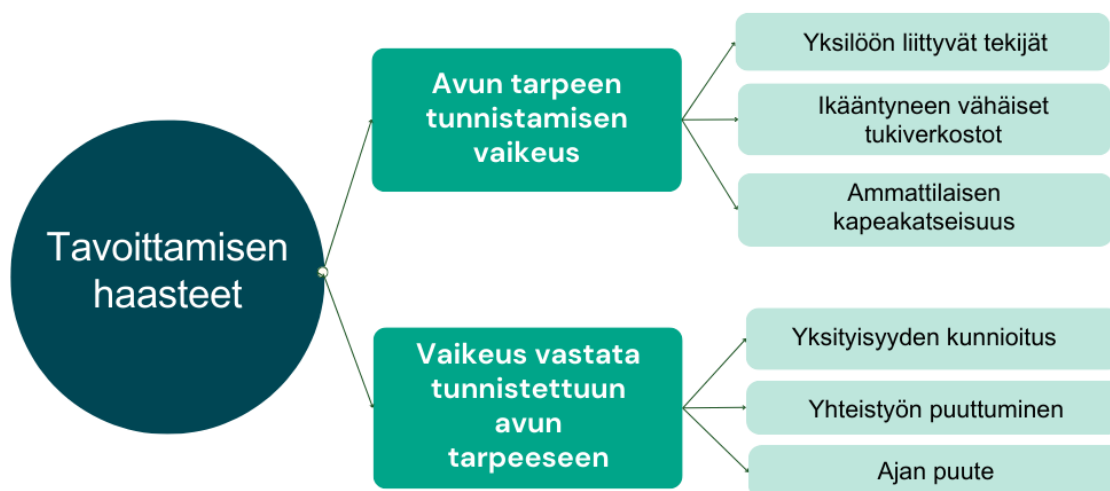 Tavoittamisen
haasteet
Avun tarpeen
tunnistamisen
vaikeus
Yksilöön liittyvät tekijät
Ikääntyneen vähäiset
tukiverkostot
Ammattilaisen
kapeakatseisuus
Vaikeus vastata
tunnistettuun
avun
tarpeeseen
Yksityisyyden kunnioitus
Yhteistyön puuttuminen
Ajan puute